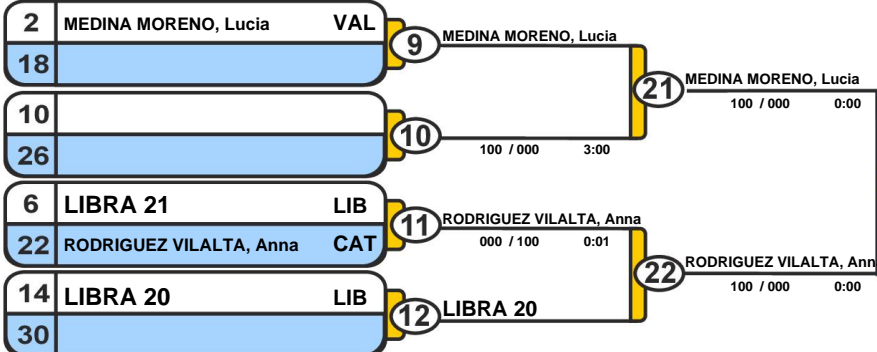 2 MEDINA MORENO, Lucia VAL
18
9
MEDINA MORENO, Lucia
10
26
10
100 / 000 3:00
21
MEDINA MORENO, Lucia
100 / 000 0:00
6 LIBRA 21 LIB
22 RODRIGUEZ VILALTA, Anna CAT
11
RODRIGUEZ VILALTA, Anna
000 / 100 0:01
14 LIBRA 20 LIB
30
12
LIBRA 20
22
RODRIGUEZ VILALTA, Ann
100 / 000 0:00